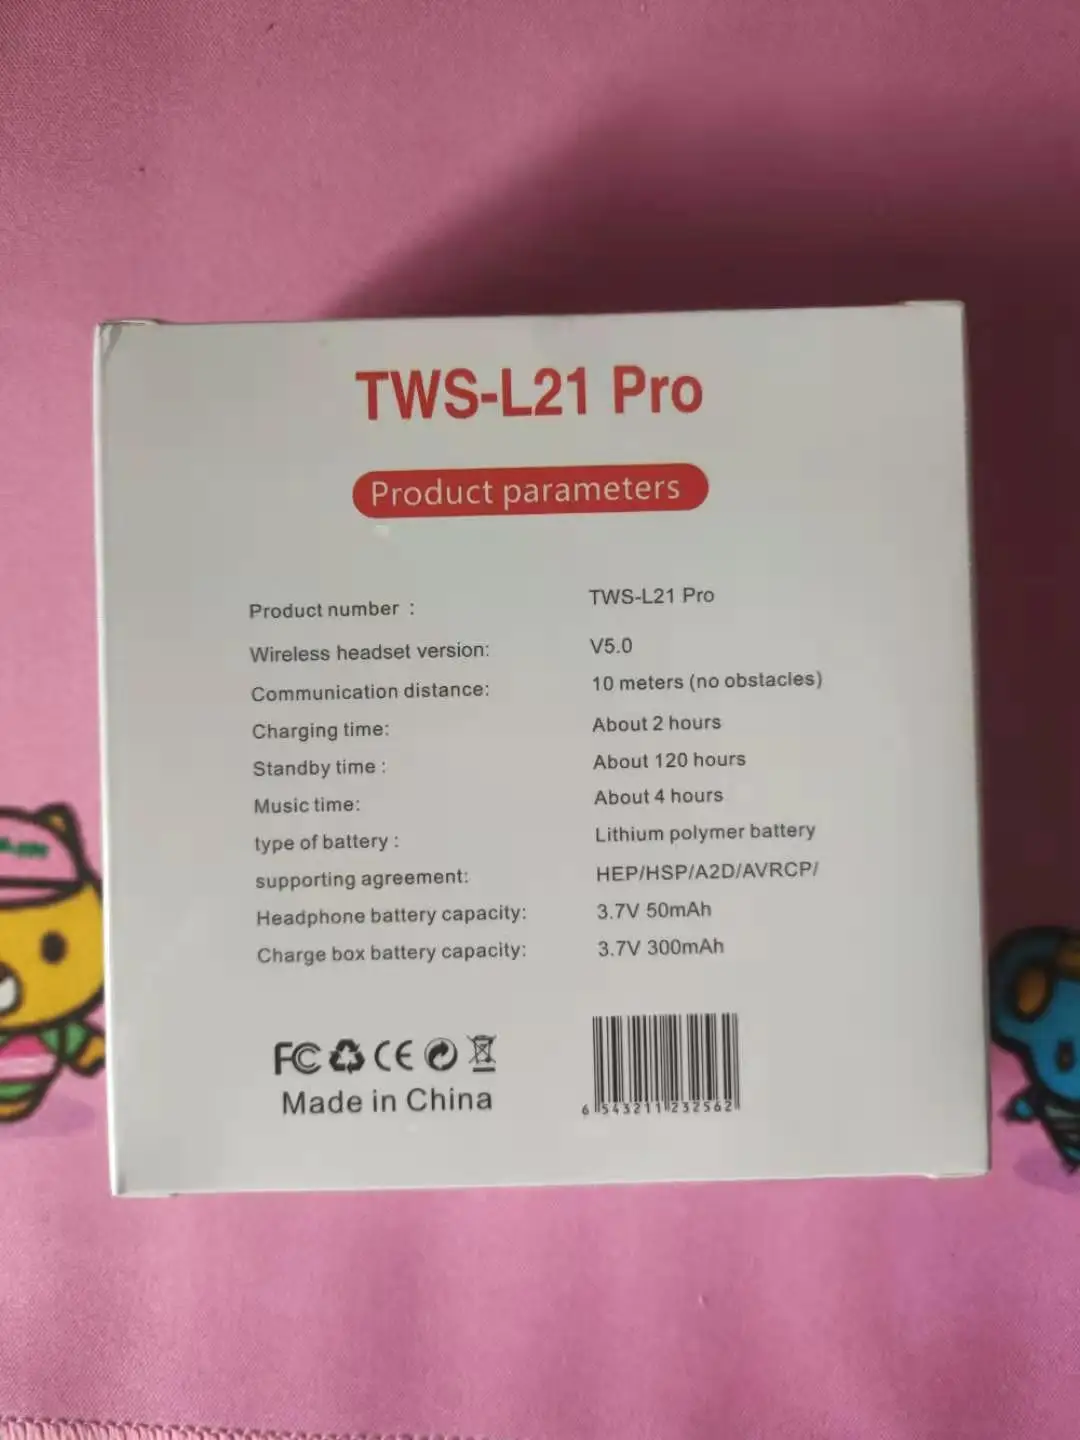 TWS-L21 Pro
Product parameters
Product number : TWS-L21 Pro
Wireless headset version: V5.0
Communication distance: 10 meters (no obstacles)
Charging time: About 2 hours
Standby time : About 120 hours
Music time: About 4 hours
type of battery : Lithium polymer battery
supporting agreement: HEP/HSP/A2D/AVRCP/
Headphone battery capacity: 3.7V 50mAh
Charge box battery capacity: 3.7V 300mAh
FC CE
Made in China
6 543211 232562